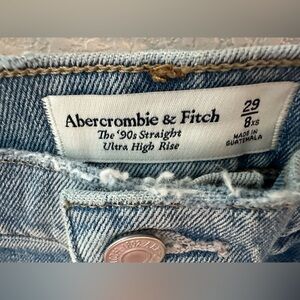 Abercrombie & Fitch
The '90s Straight
Ultra High Rise
29
8XS
MADE IN
GUATEMALA